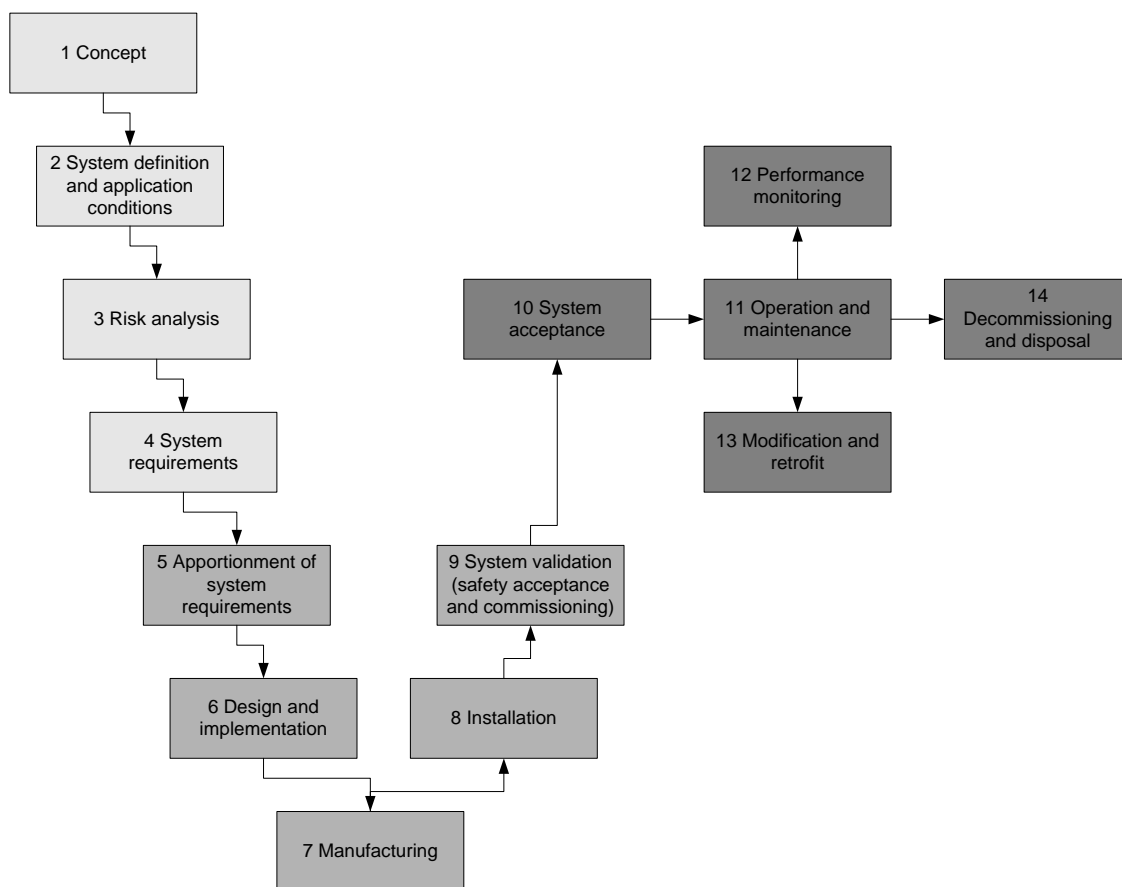 1 Concept
2 System definition
and application
conditions
3 Risk analysis
4 System
requirements
5 Apportionment of
system
requirements
6 Design and
implementation
7 Manufacturing
8 Installation
9 System validation
(safety acceptance
and commissioning)
10 System
acceptance
11 Operation and
maintenance
12 Performance
monitoring
13 Modification and
retrofit
14
Decommissioning
and disposal